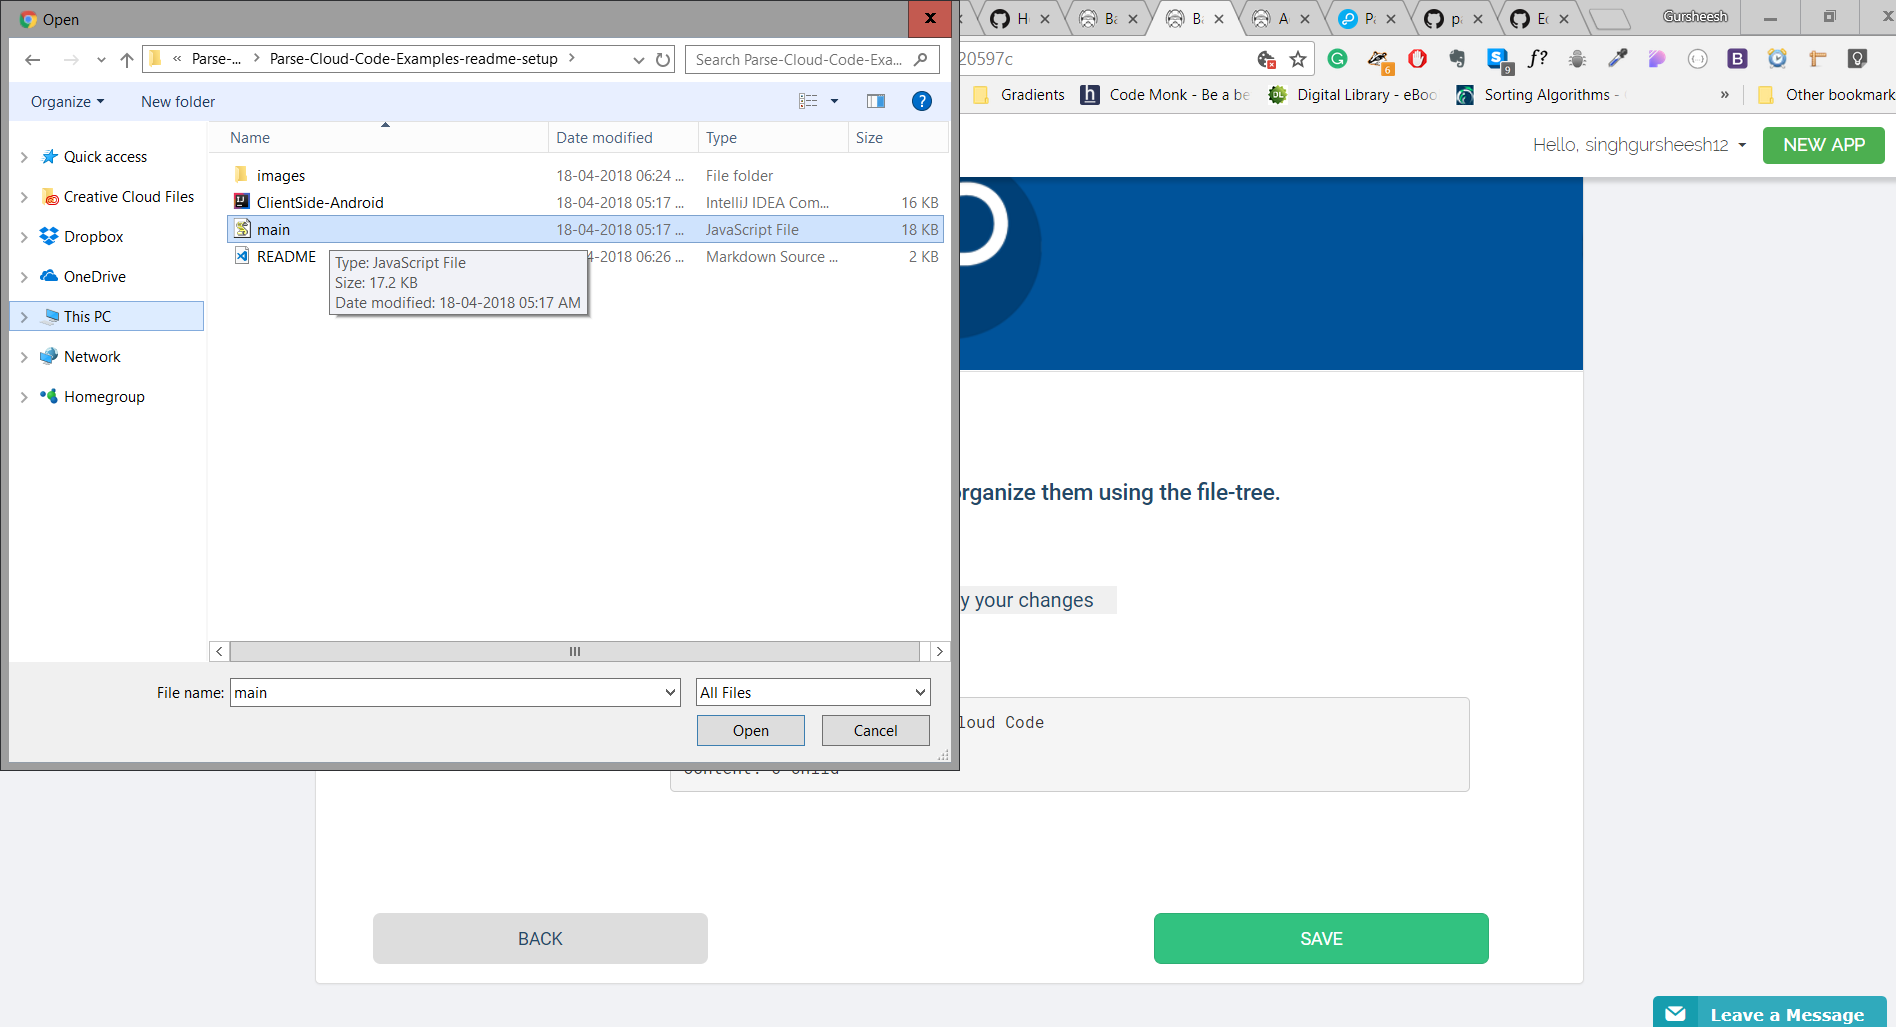 Open
« Parse-... > Parse-Cloud-Code-Examples-readme-setup >
Search Parse-Cloud-Code-Exa...
Organize
New folder
Name
Date modified
Type
Size
Quick access
Creative Cloud Files
Dropbox
OneDrive
This PC
Network
Homegroup
images 18-04-2018 06:24 ... File folder
ClientSide-Android 18-04-2018 05:17 ... IntelliJ IDEA Com... 16 KB
main 18-04-2018 05:17 ... JavaScript File 18 KB
README 4-2018 06:26 ... Markdown Source ... 2 KB
Type: JavaScript File
Size: 17.2 KB
Date modified: 18-04-2018 05:17 AM
File name: main
All Files
Open
Cancel
Gursheesh
20597c
6
9
f?
B
Gradients
h Code Monk - Be a be
DL Digital Library - eBoo
Sorting Algorithms -
»
Other bookmark
Hello, singhgursheesh12
NEW APP
organize them using the file-tree.
y your changes
loud Code
BACK
SAVE
Leave a Message